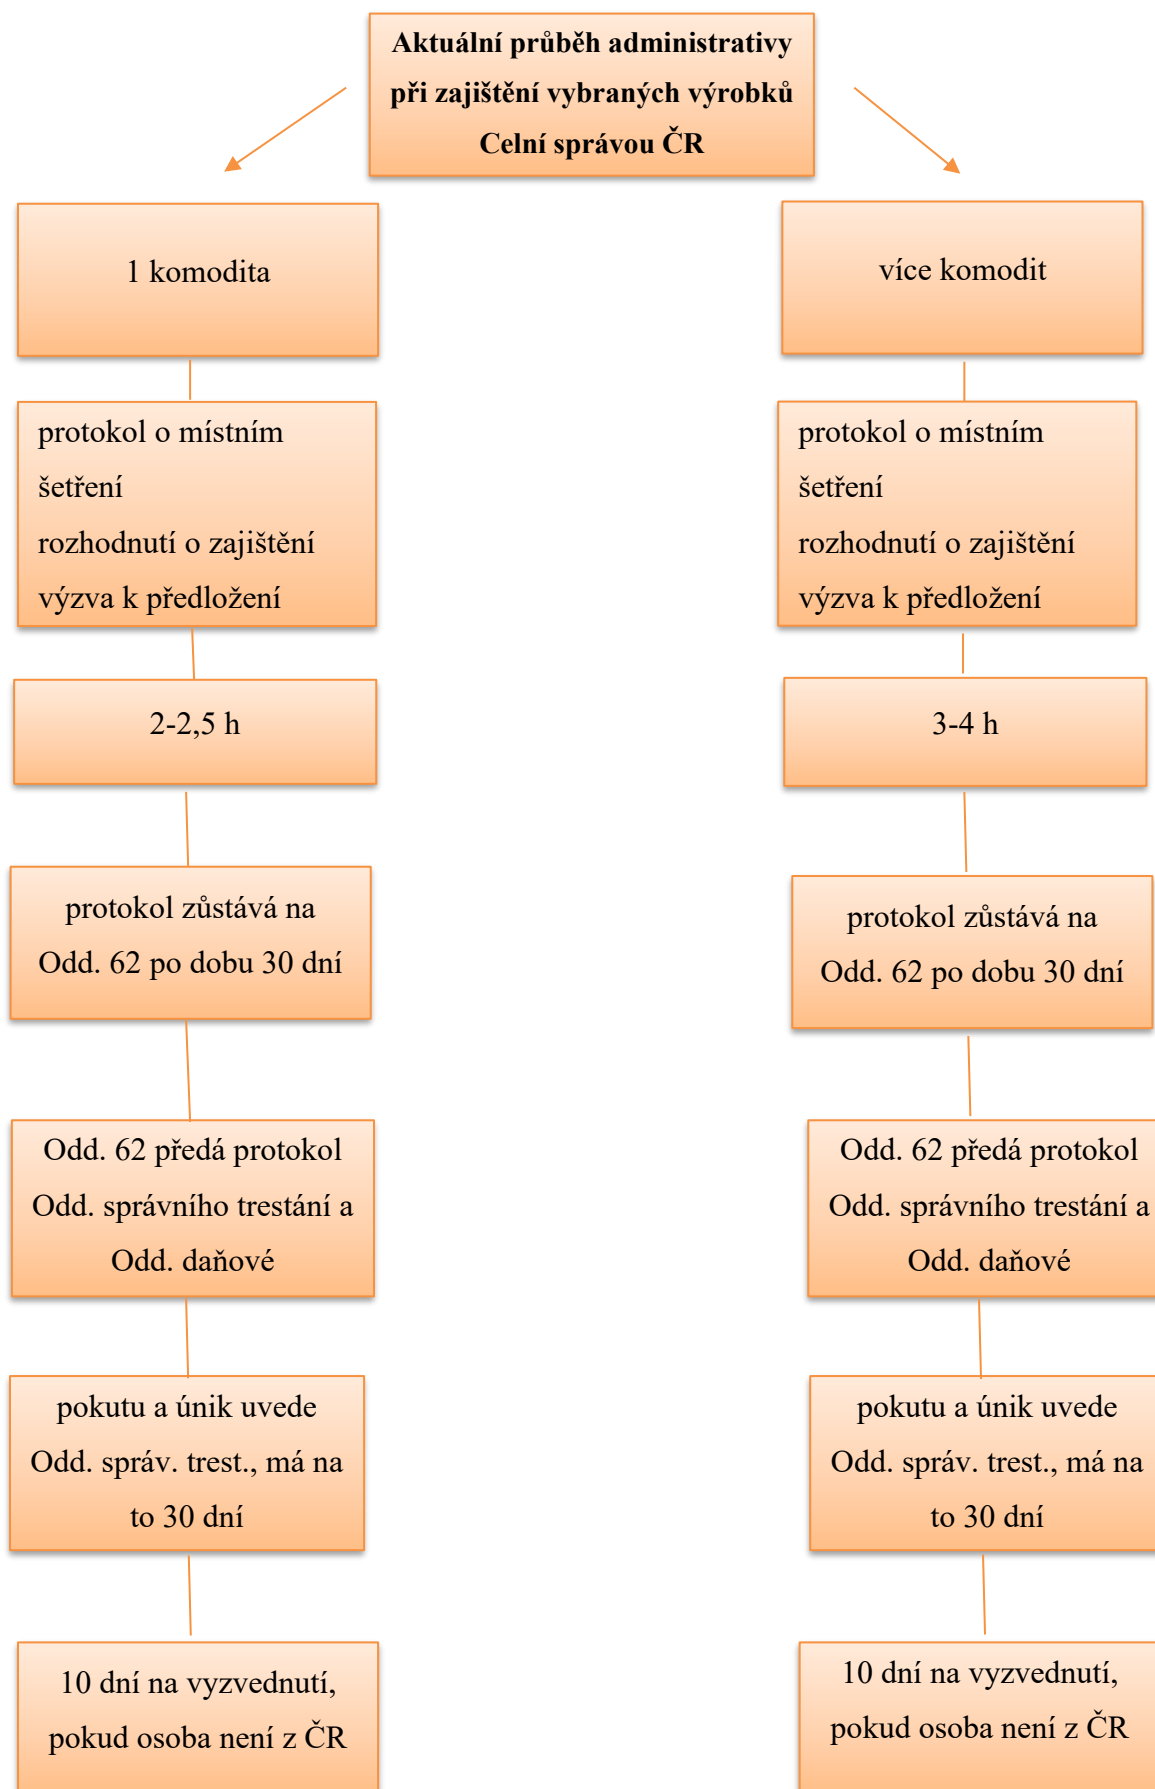 Aktuální průběh administrativy
při zajištění vybraných výrobků
Celní správou ČR
1 komodita
protokol o místním
šetření
rozhodnutí o zajištění
výzva k předložení
2-2,5 h
protokol zůstává na
Odd. 62 po dobu 30 dní
Odd. 62 předá protokol
Odd. správního trestání a
Odd. daňové
pokutu a únik uvede
Odd. správ. trest., má na
to 30 dní
10 dní na vyzvednutí,
pokud osoba není z ČR
více komodit
protokol o místním
šetření
rozhodnutí o zajištění
výzva k předložení
3-4 h
protokol zůstává na
Odd. 62 po dobu 30 dní
Odd. 62 předá protokol
Odd. správního trestání a
Odd. daňové
pokutu a únik uvede
Odd. správ. trest., má na
to 30 dní
10 dní na vyzvednutí,
pokud osoba není z ČR